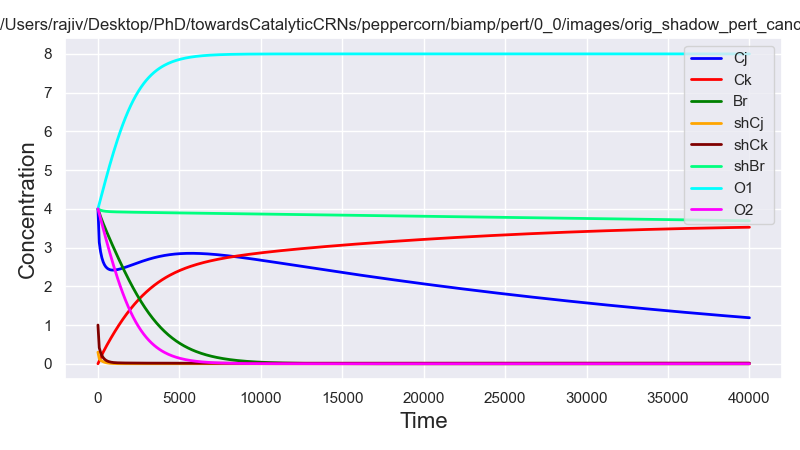 /Users/rajiv/Desktop/PhD/towardsCatalyticCRNs/peppercorn/biamp/pert/0_0/images/orig_shadow_pert_cano
8
7
6
5
4
3
2
1
0
Concentration
0
5000
10000
15000
20000
25000
30000
35000
40000
Time
Cj
Ck
Br
shCj
shCk
shBr
O1
O2